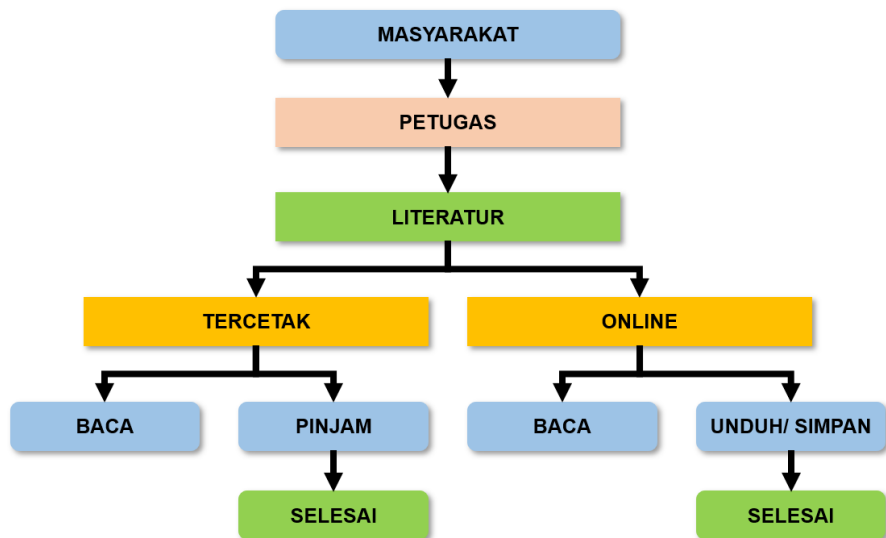 MASYARAKAT
PETUGAS
LITERATUR
TERCETAK
ONLINE
BACA
PINJAM
BACA
UNDUH/ SIMPAN
SELESAI
SELESAI